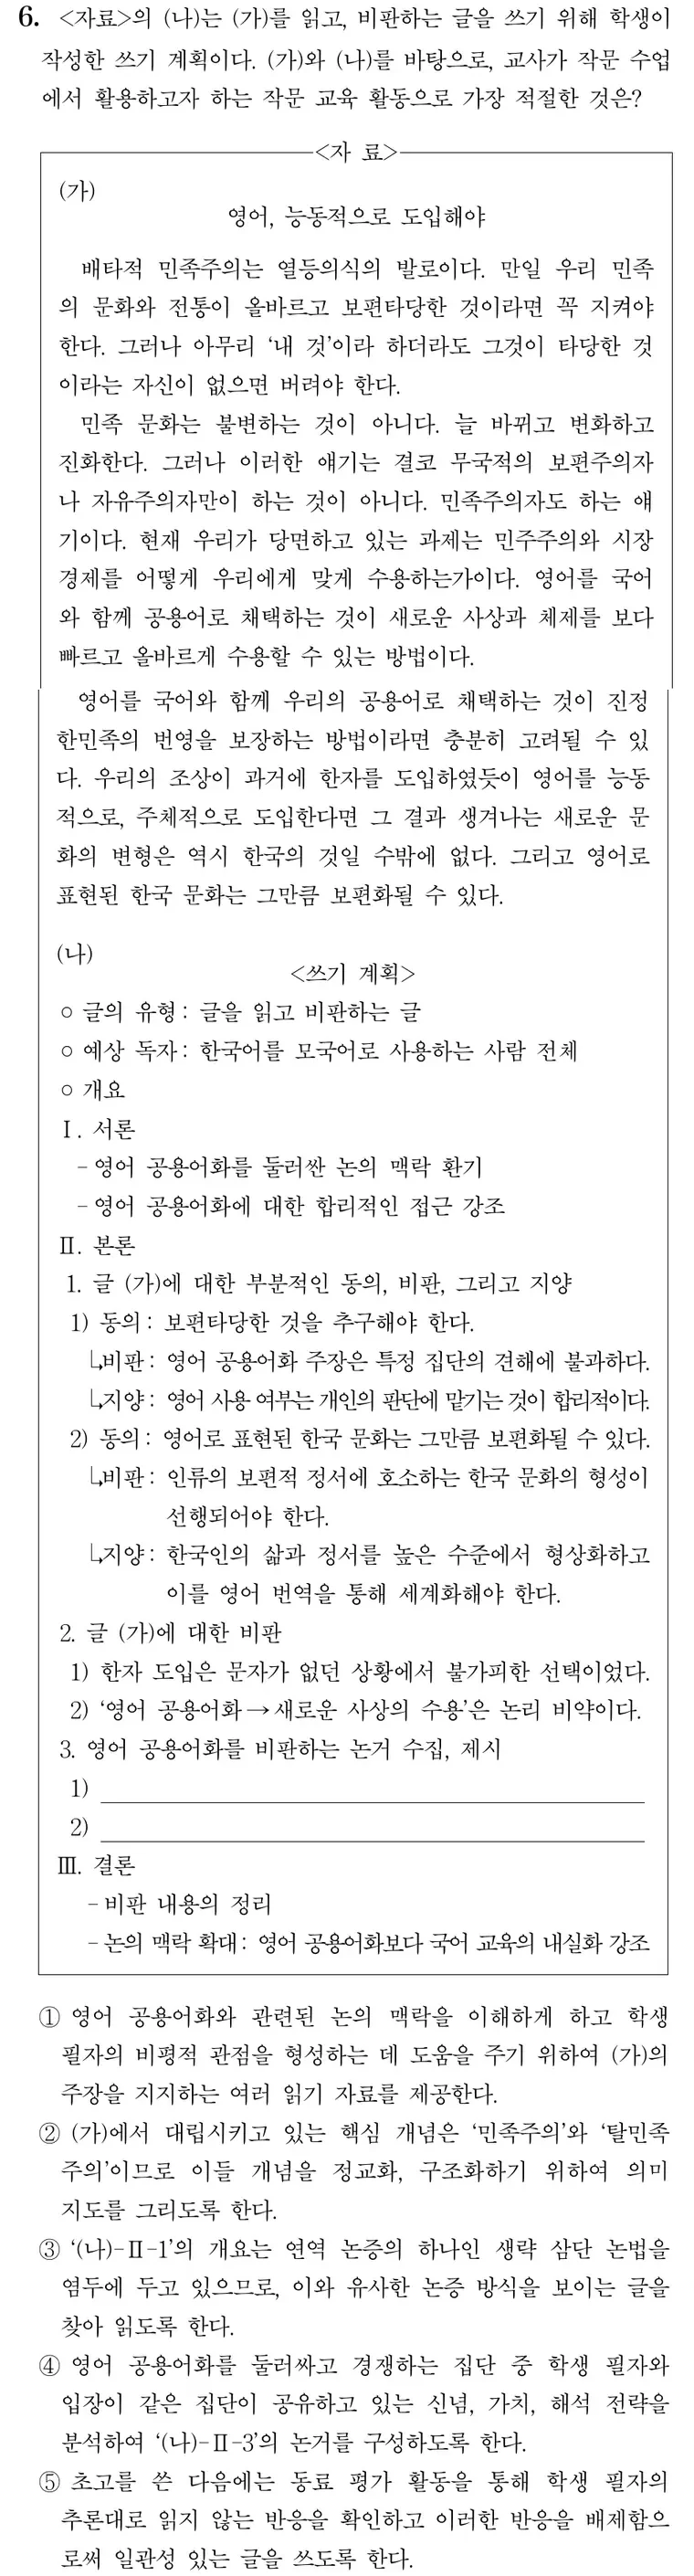 6. <자료>의 (나)는 (가)를 읽고, 비판하는 글을 쓰기 위해 학생이
작성한 쓰기 계획이다. (가)와 (나)를 바탕으로, 교사가 작문 수업
에서 활용하고자 하는 작문 교육 활동으로 가장 적절한 것은?
<자 료>
(가)
영어, 능동적으로 도입해야
배타적 민족주의는 열등의식의 발로이다. 만일 우리 민족
의 문화와 전통이 올바르고 보편타당한 것이라면 꼭 지켜야
한다. 그러나 아무리 ‘내 것’이라 하더라도 그것이 타당한 것
이라는 자신이 없으면 버려야 한다.
민족 문화는 불변하는 것이 아니다. 늘 바뀌고 변화하고
진화한다. 그러나 이러한 얘기는 결코 무국적의 보편주의자
나 자유주의자만이 하는 것이 아니다. 민족주의자도 하는 얘
기이다. 현재 우리가 당면하고 있는 과제는 민주주의와 시장
경제를 어떻게 우리에게 맞게 수용하는가이다. 영어를 국어
와 함께 공용어로 채택하는 것이 새로운 사상과 체제를 보다
빠르고 올바르게 수용할 수 있는 방법이다.
영어를 국어와 함께 우리의 공용어로 채택하는 것이 진정
한민족의 번영을 보장하는 방법이라면 충분히 고려될 수 있
다. 우리의 조상이 과거에 한자를 도입하였듯이 영어를 능동
적으로, 주체적으로 도입한다면 그 결과 생겨나는 새로운 문
화의 변형은 역시 한국의 것일 수밖에 없다. 그리고 영어로
표현된 한국 문화는 그만큼 보편화될 수 있다.
(나)
<쓰기 계획>
○ 글의 유형: 글을 읽고 비판하는 글
○ 예상 독자: 한국어를 모국어로 사용하는 사람 전체
○ 개요
Ⅰ. 서론
- 영어 공용어화를 둘러싼 논의 맥락 환기
- 영어 공용어화에 대한 합리적인 접근 강조
Ⅱ. 본론
1. 글 (가)에 대한 부분적인 동의, 비판, 그리고 지양
1) 동의: 보편타당한 것을 추구해야 한다.
↳비판: 영어 공용어화 주장은 특정 집단의 견해에 불과하다.
↳지양: 영어 사용 여부는 개인의 판단에 맡기는 것이 합리적이다.
2) 동의: 영어로 표현된 한국 문화는 그만큼 보편화될 수 있다.
↳비판: 인류의 보편적 정서에 호소하는 한국 문화의 형성이
선행되어야 한다.
↳지양: 한국인의 삶과 정서를 높은 수준에서 형상화하고
이를 영어 번역을 통해 세계화해야 한다.
2. 글 (가)에 대한 비판
1) 한자 도입은 문자가 없던 상황에서 불가피한 선택이었다.
2) ‘영어 공용어화→새로운 사상의 수용’은 논리 비약이다.
3. 영어 공용어화를 비판하는 논거 수집, 제시
1)
2)
Ⅲ. 결론
- 비판 내용의 정리
- 논의 맥락 확대: 영어 공용어화보다 국어 교육의 내실화 강조
① 영어 공용어화와 관련된 논의 맥락을 이해하게 하고 학생
필자의 비평적 관점을 형성하는 데 도움을 주기 위하여 (가)의
주장을 지지하는 여러 읽기 자료를 제공한다.
② (가)에서 대립시키고 있는 핵심 개념은 ‘민족주의’와 ‘탈민족
주의’이므로 이들 개념을 정교화, 구조화하기 위하여 의미
지도를 그리도록 한다.
③ ‘(나)-Ⅱ-1’의 개요는 연역 논증의 하나인 생략 삼단 논법을
염두에 두고 있으므로, 이와 유사한 논증 방식을 보이는 글을
찾아 읽도록 한다.
④ 영어 공용어화를 둘러싸고 경쟁하는 집단 중 학생 필자와
입장이 같은 집단이 공유하고 있는 신념, 가치, 해석 전략을
분석하여 ‘(나)-Ⅱ-3’의 논거를 구성하도록 한다.
⑤ 초고를 쓴 다음에는 동료 평가 활동을 통해 학생 필자의
추론대로 읽지 않는 반응을 확인하고 이러한 반응을 배제함으
로써 일관성 있는 글을 쓰도록 한다.